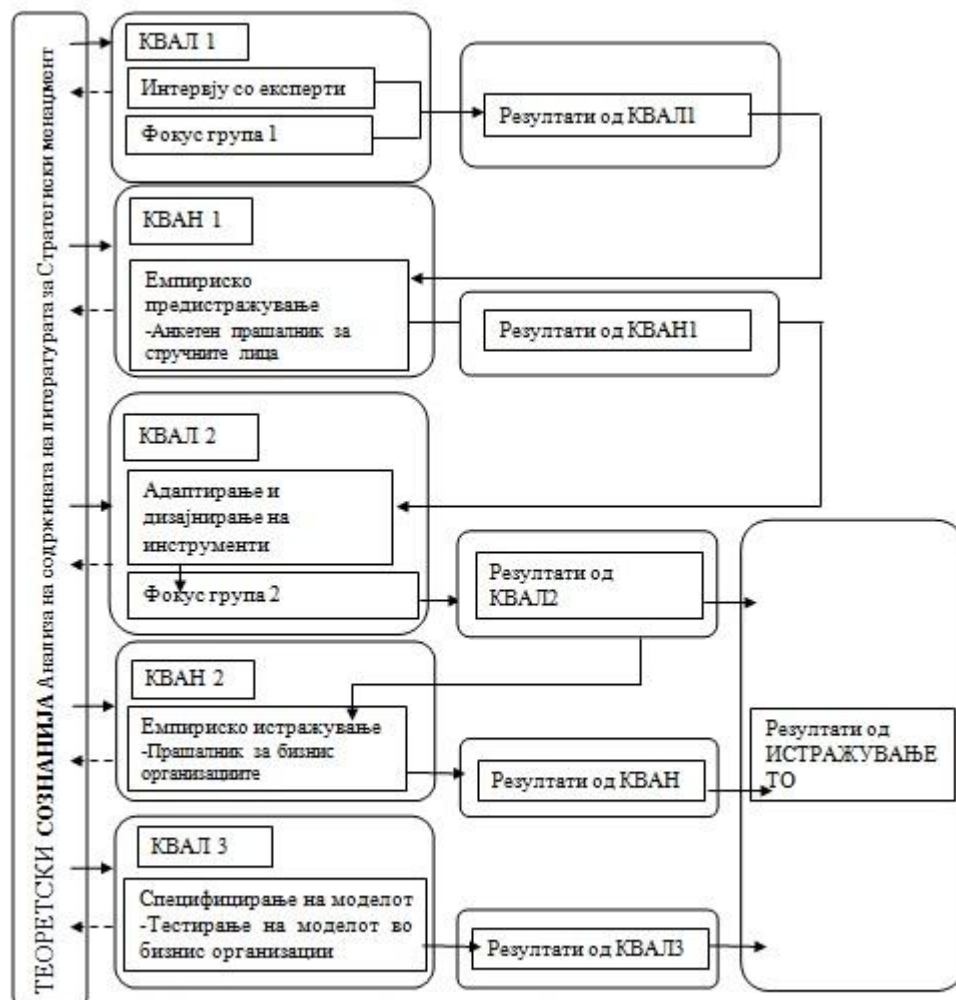 ТЕОРЕТСКИ СОЗНАНИЈА Анализа на содржината на литературата за Стратегиски менаџмент
КВАЛ 1
Интервју со експерти
Фокус група 1
Резултати од КВАЛ1
КВАН 1
Емпириско
предистражување
-Анкетен прашалник за
стручните лица
Резултати од КВАН1
КВАЛ 2
Адаптирање и
дизајнирање на
инструменти
Фокус група 2
Резултати од
КВАЛ2
КВАН 2
Емпириско истражување
-Прашалник за бизнис
организациите
Резултати од КВАН
КВАЛ 3
Специфицирање на моделот
-Тестирање на моделот во
бизнис организации
Резултати од КВАЛ3
Резултати од
ИСТРАЖУВАЊЕ
ТО